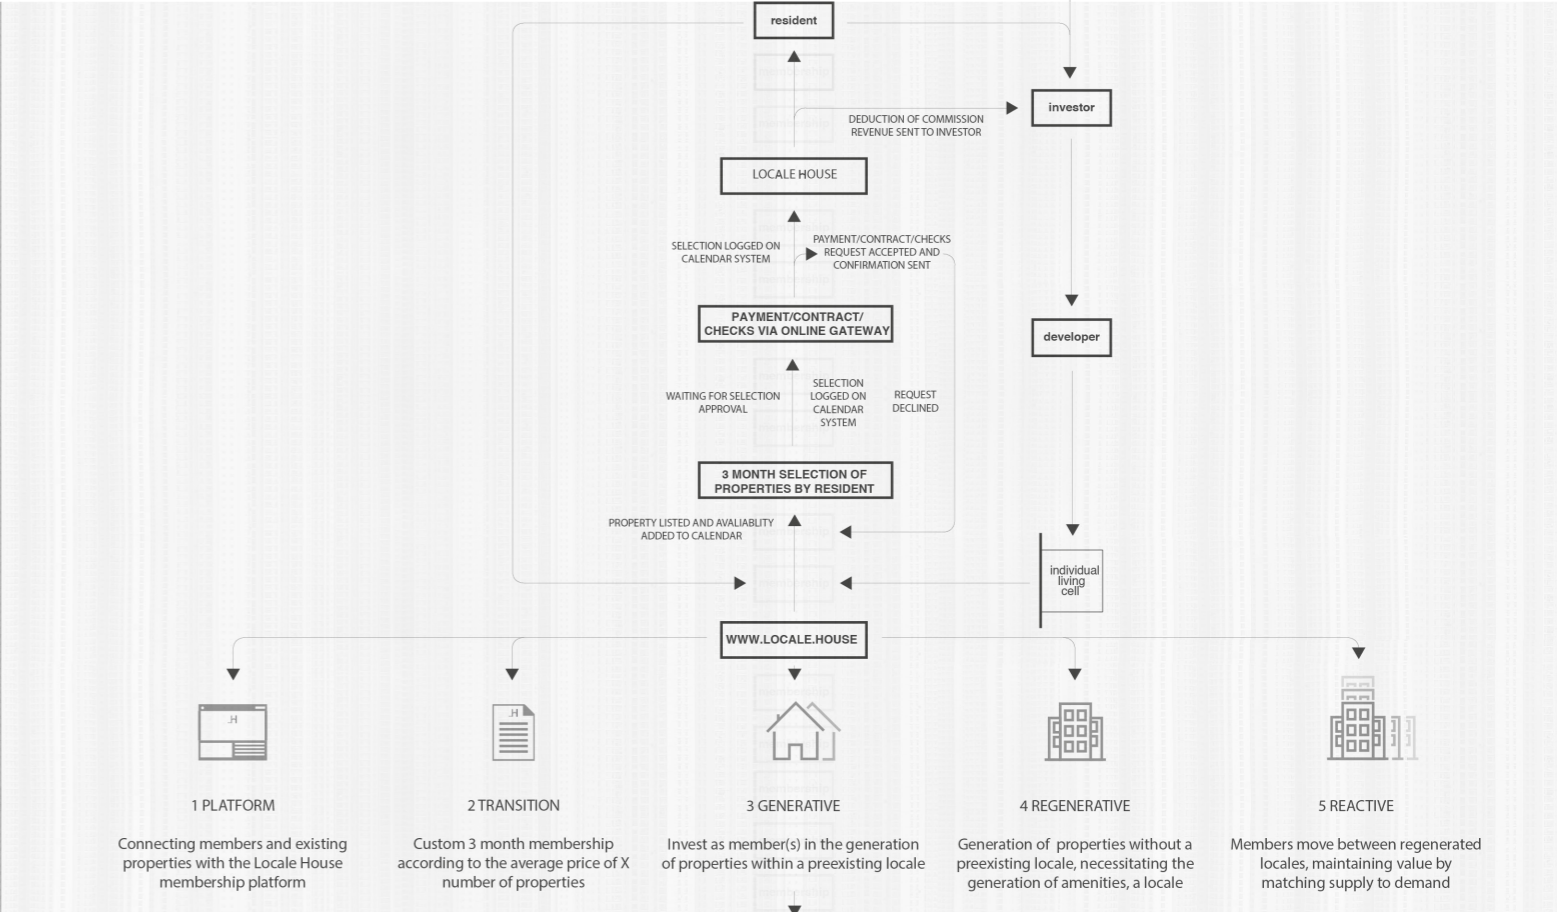 resident
investor
DEDUCTION OF COMMISSION
REVENUE SENT TO INVESTOR
LOCALE HOUSE
SELECTION LOGGED ON
CALENDAR SYSTEM
PAYMENT/CONTRACT/CHECKS
REQUEST ACCEPTED AND
CONFIRMATION SENT
PAYMENT/CONTRACT/
CHECKS VIA ONLINE GATEWAY
developer
WAITING FOR SELECTION
APPROVAL
SELECTION
LOGGED ON
CALENDAR
SYSTEM
REQUEST
DECLINED
3 MONTH SELECTION OF
PROPERTIES BY RESIDENT
PROPERTY LISTED AND AVALIABLITY
ADDED TO CALENDAR
individual
living
cell
WWW.LOCALE.HOUSE
.H
.H
1 PLATFORM
Connecting members and existing
properties with the Locale House
membership platform
2 TRANSITION
Custom 3 month membership
according to the average price of X
number of properties
3 GENERATIVE
Invest as member(s) in the generation
of properties within a preexisting locale
4 REGENERATIVE
Generation of properties without a
preexisting locale, necessitating the
generation of amenities, a locale
5 REACTIVE
Members move between regenerated
locales, maintaining value by
matching supply to demand